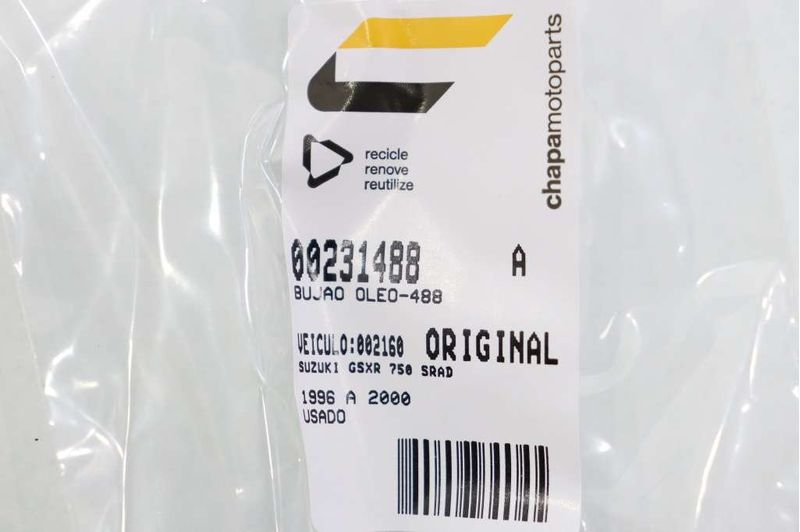 chapamotoparts
recicle
renove
reutilize
00231488 A
BUJAO OLEO-488
VEICULO:002160 ORIGINAL
SUZUKI GSXR 750 SRAD
1996 A 2000
USADO